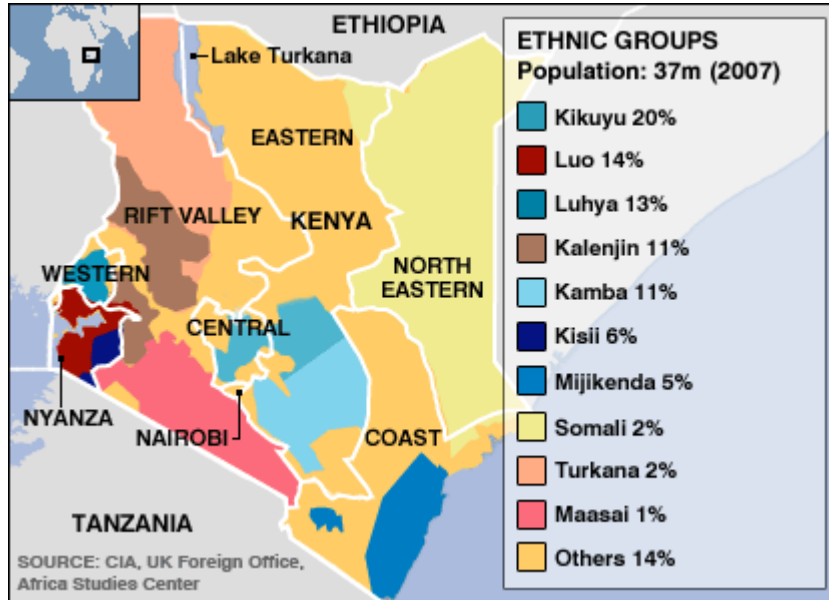 ETHIOPIA
Lake Turkana
EASTERN
RIFT VALLEY
KENYA
WESTERN
NORTH
EASTERN
CENTRAL
NYANZA
NAIROBI
COAST
TANZANIA
SOURCE: CIA, UK Foreign Office,
Africa Studies Center
ETHNIC GROUPS
Population: 37m (2007)
Kikuyu 20%
Luo 14%
Luhya 13%
Kalenjin 11%
Kamba 11%
Kisii 6%
Mijikenda 5%
Somali 2%
Turkana 2%
Maasai 1%
Others 14%